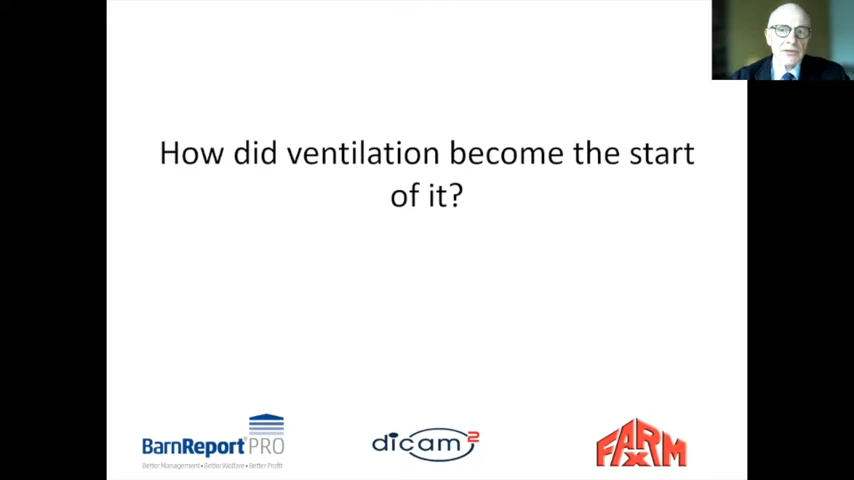 How did ventilation become the start
of it?
BarnReport PRO
Better Management • Better Welfare • Better Profit
dicam2
FARM
X